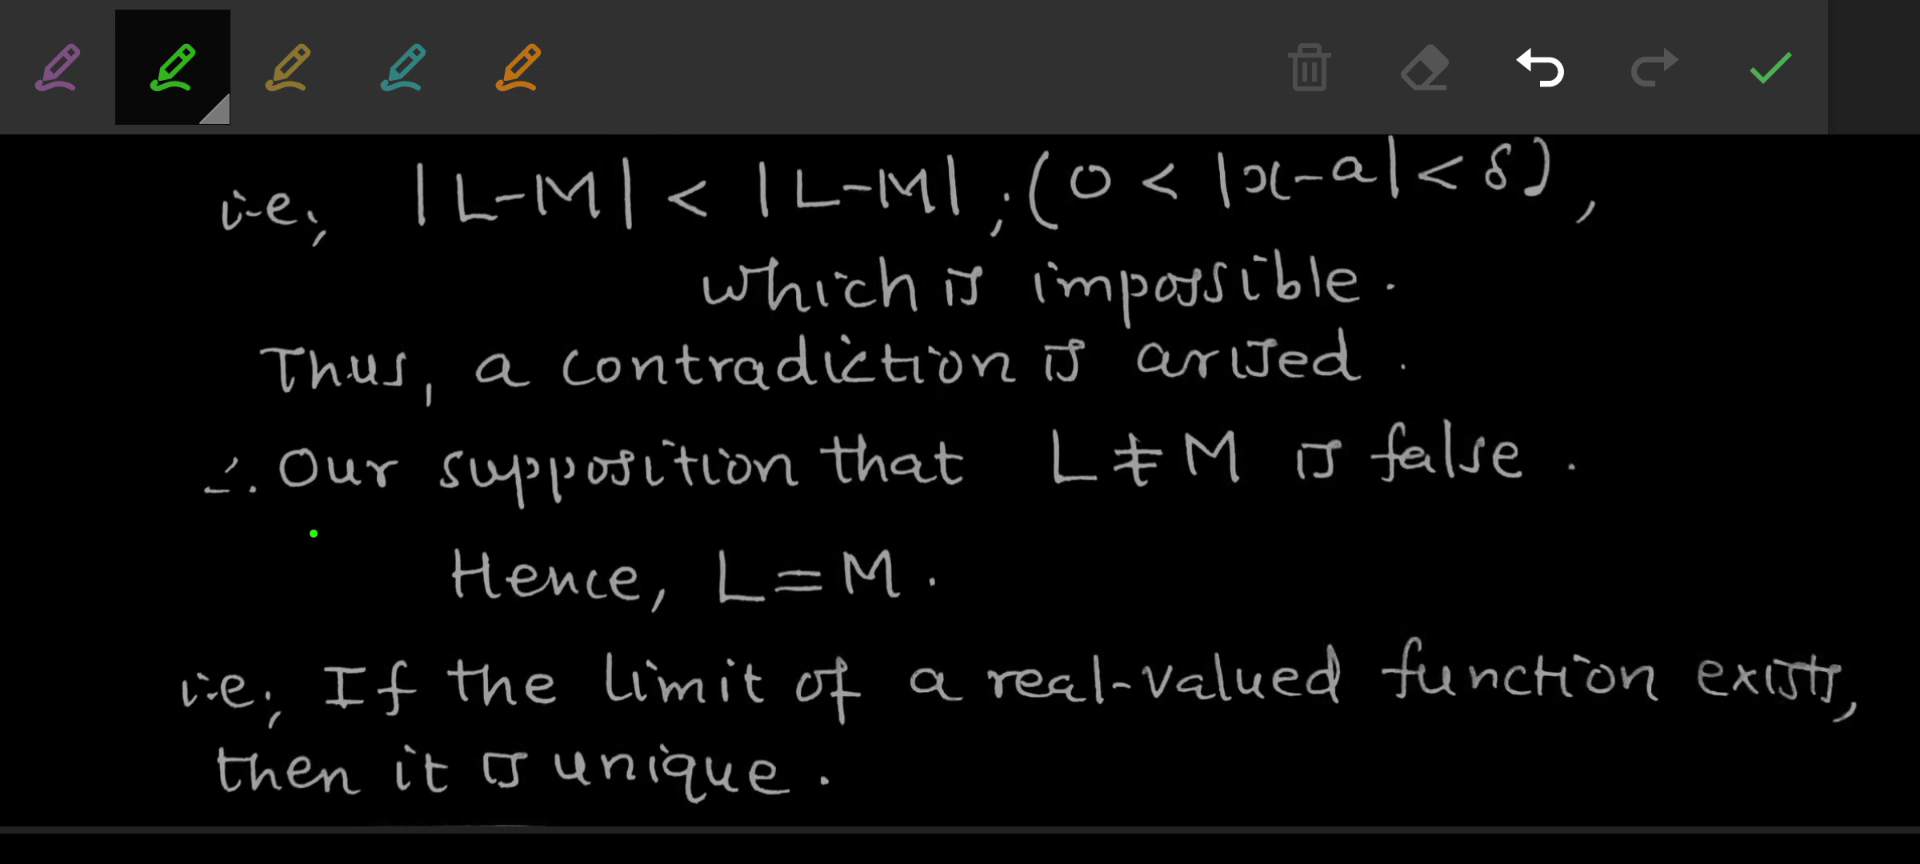 i.e; |L-M| < |L-M|; (0 < |x-a| < δ),
which is impossible.
Thus, a contradiction is arised.
∴ Our supposition that L ≠ M is false.
Hence, L = M.
i.e; If the limit of a real-valued function exists,
then it is unique.